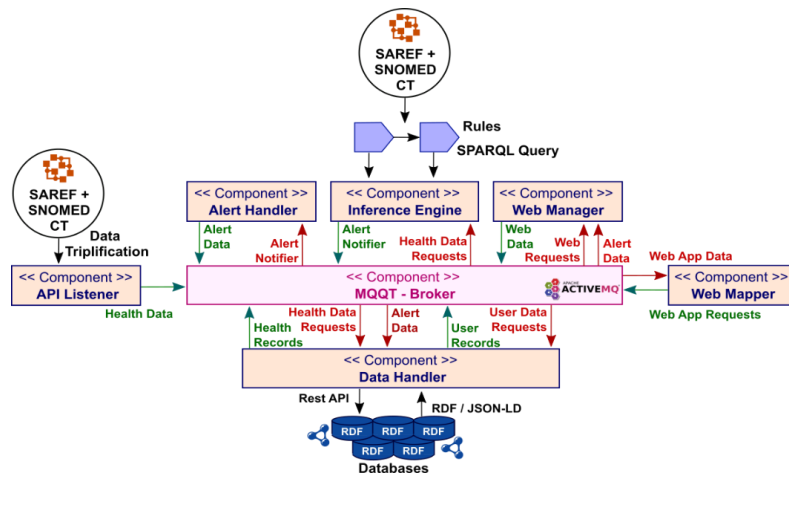 SAREF +
SNOMED
CT
Rules
SPARQL Query
SAREF +
SNOMED
CT
Data
Triplification
<< Component >>
Alert Handler
<< Component >>
Inference Engine
<< Component >>
Web Manager
Alert
Data
Alert
Notifier
Alert
Notifier
Health Data
Requests
Web
Data
Web
Requests
Alert
Data
Web App Data
<< Component >>
API Listener
Health Data
<< Component >>
MQQT - Broker
APACHE
ACTIVEMQ
<< Component >>
Web Mapper
Web App Requests
Health
Records
Health Data
Requests
Alert
Data
User
Records
User Data
Requests
<< Component >>
Data Handler
Rest API
RDF / JSON-LD
RDF RDF RDF
RDF RDF
Databases